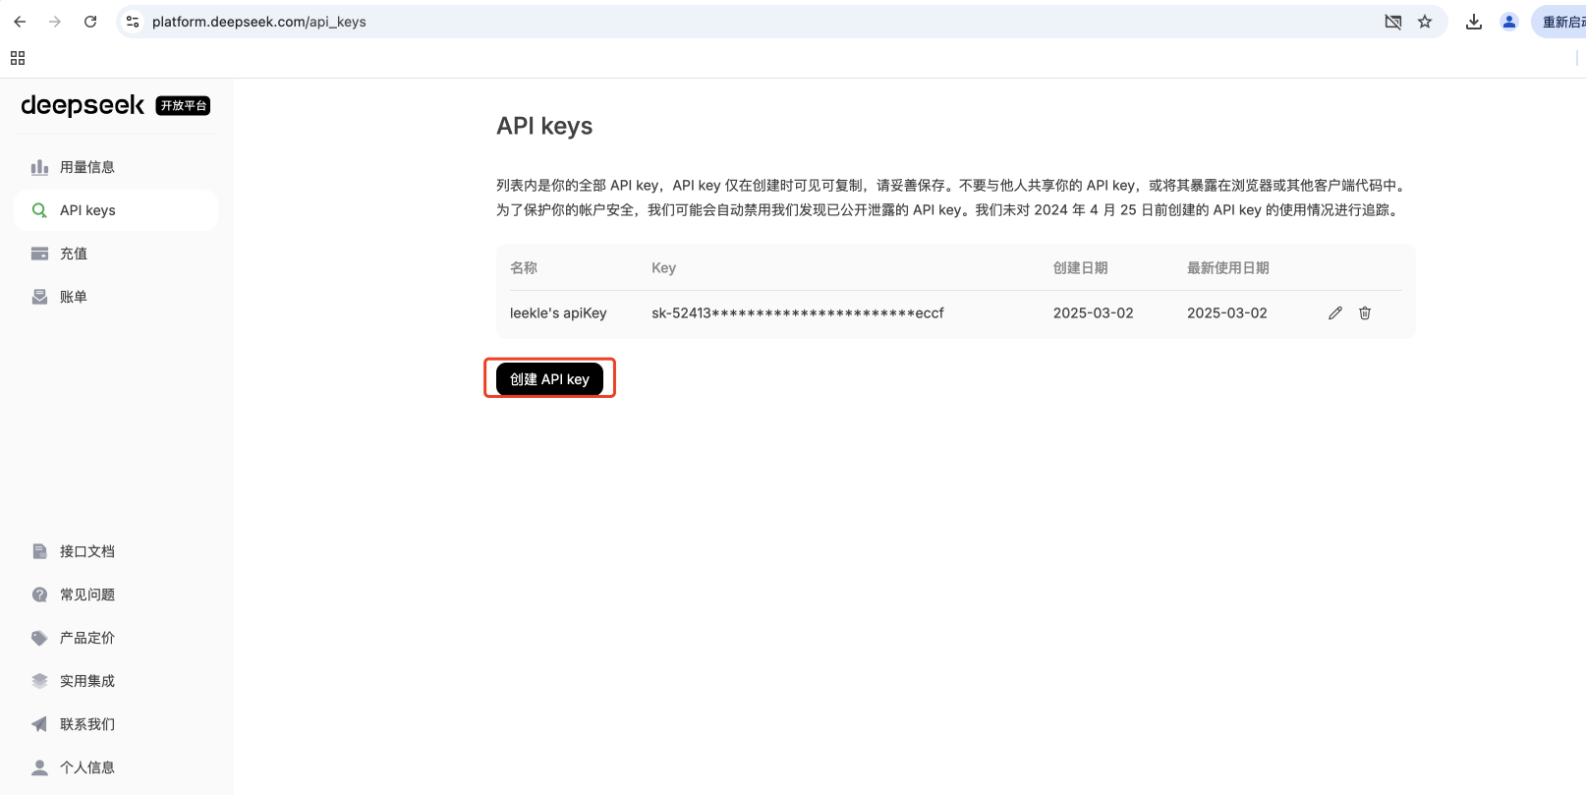 platform.deepseek.com/api_keys
重新启动
deepseek 开放平台
用量信息
API keys
充值
账单
接口文档
常见问题
产品定价
实用集成
联系我们
个人信息
API keys
列表内是你的全部 API key，API key 仅在创建时可见可复制，请妥善保存。不要与他人共享你的 API key，或将其暴露在浏览器或其他客户端代码中。
为了保护你的帐户安全，我们可能会自动禁用我们发现已公开泄露的 API key。我们未对 2024 年 4 月 25 日前创建的 API key 的使用情况进行追踪。
名称 Key 创建日期 最新使用日期
leekle's apiKey sk-52413***********************eccf 2025-03-02 2025-03-02
创建 API key